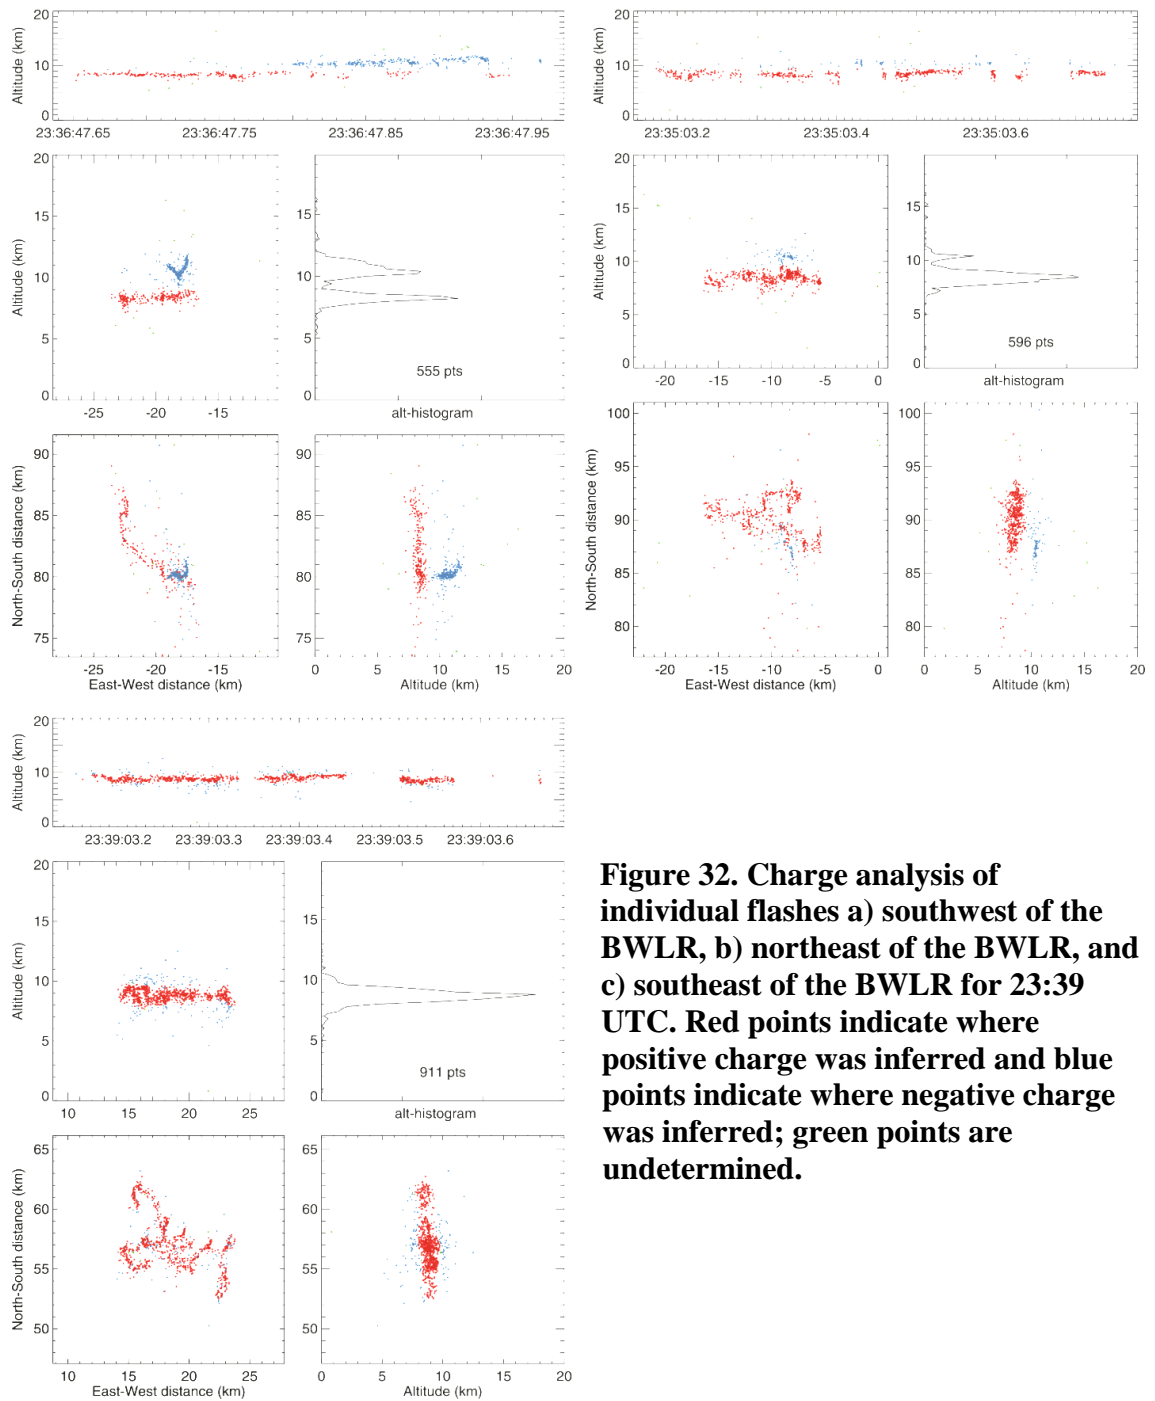 20
10
0
Altitude (km)
23:36:47.65 23:36:47.75 23:36:47.85 23:36:47.95
20
15
10
5
0
Altitude (km)
-25 -20 -15
15
10
5
0
555 pts
alt-histogram
90
85
80
75
North-South distance (km)
-25 -20 -15
East-West distance (km)
90
85
80
75
0 5 10 15 20
Altitude (km)
20
10
0
Altitude (km)
23:35:03.2 23:35:03.4 23:35:03.6
20
15
10
5
0
Altitude (km)
-20 -15 -10 -5 0
15
10
5
0
596 pts
alt-histogram
100
95
90
85
80
North-South distance (km)
-20 -15 -10 -5 0
East-West distance (km)
100
95
90
85
80
0 5 10 15 20
Altitude (km)
20
10
0
Altitude (km)
23:39:03.2 23:39:03.3 23:39:03.4 23:39:03.5 23:39:03.6
20
15
10
5
0
Altitude (km)
10 15 20 25
15
10
5
0
911 pts
alt-histogram
65
60
55
50
North-South distance (km)
10 15 20 25
East-West distance (km)
65
60
55
50
0 5 10 15 20
Altitude (km)
Figure 32. Charge analysis of
individual flashes a) southwest of the
BWLR, b) northeast of the BWLR, and
c) southeast of the BWLR for 23:39
UTC. Red points indicate where
positive charge was inferred and blue
points indicate where negative charge
was inferred; green points are
undetermined.